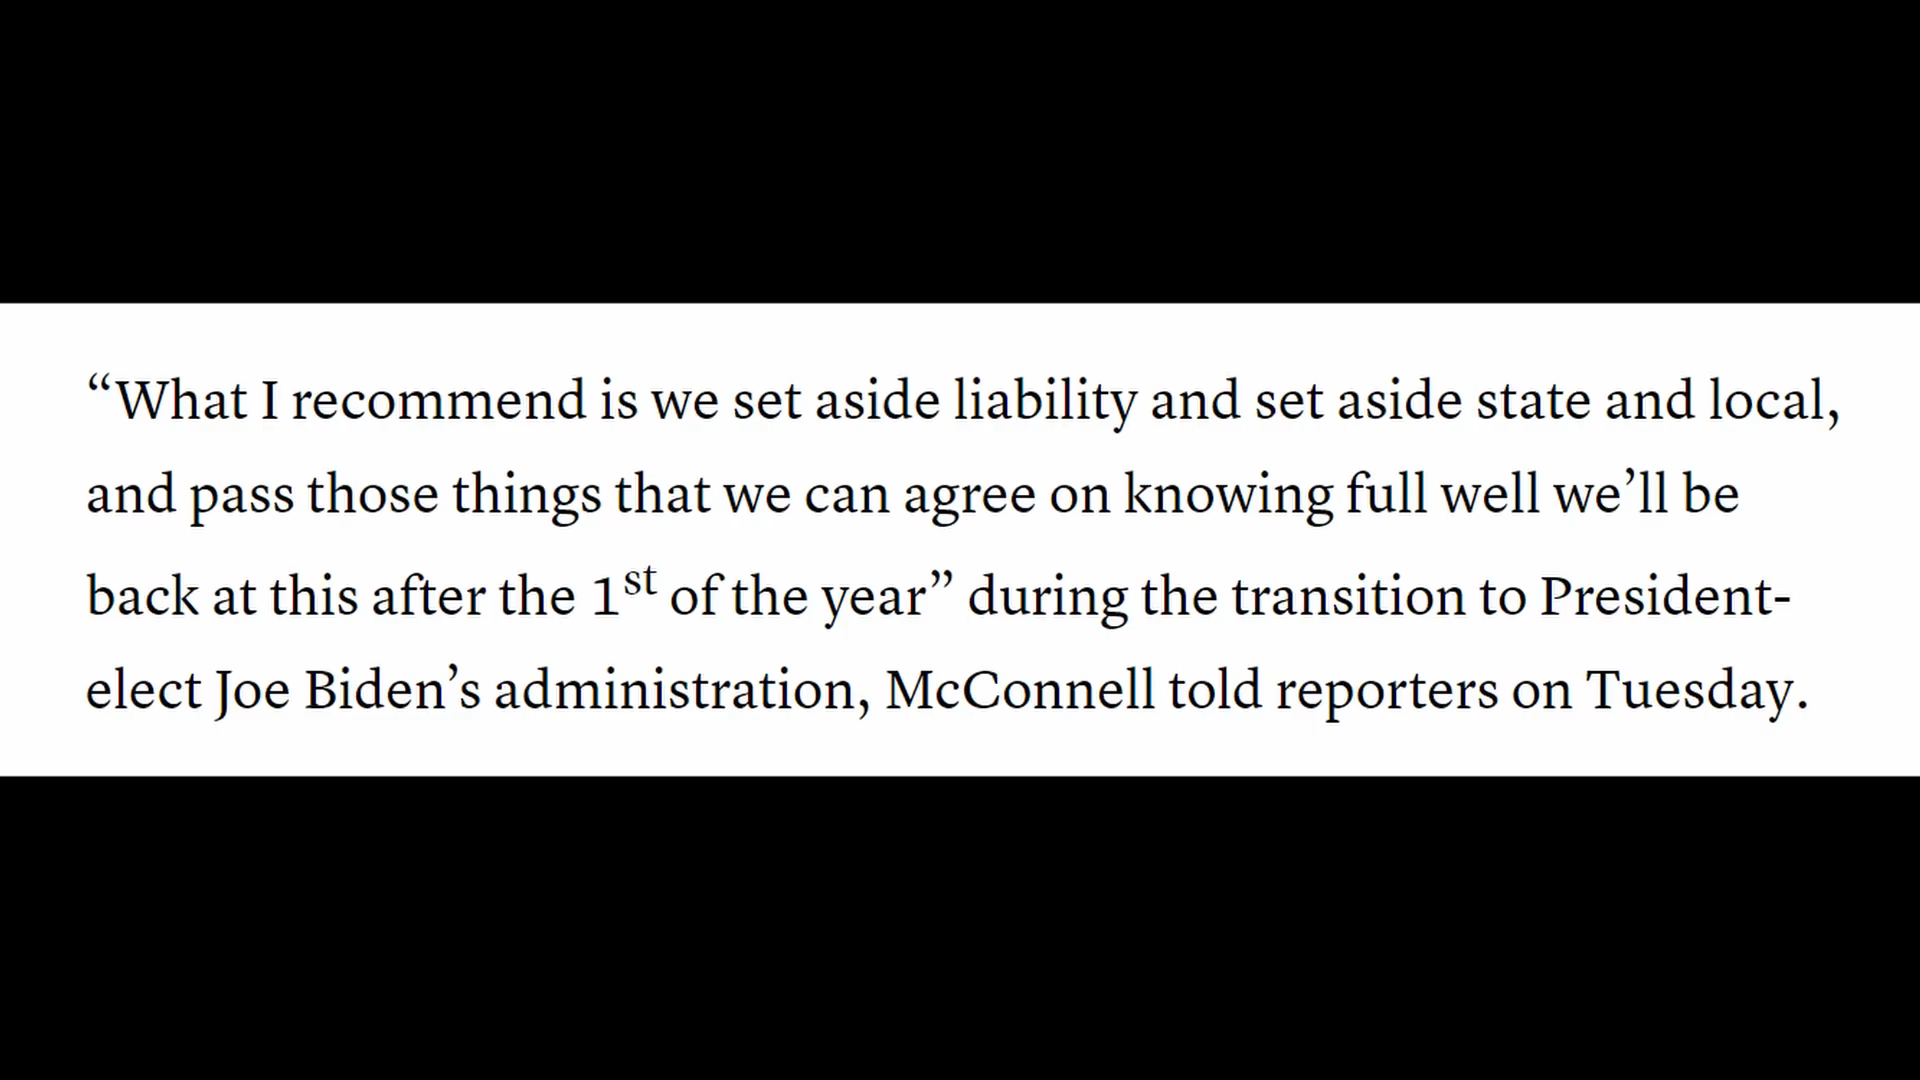 “What I recommend is we set aside liability and set aside state and local,
and pass those things that we can agree on knowing full well we’ll be
back at this after the 1st of the year” during the transition to President-
elect Joe Biden’s administration, McConnell told reporters on Tuesday.